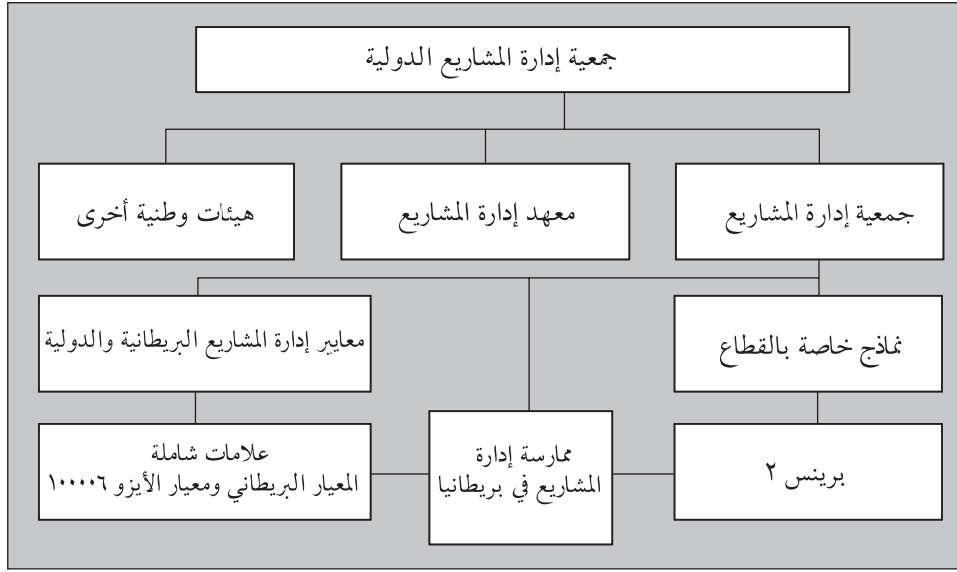 جمعية إدارة المشاريع الدولية
جمعية إدارة المشاريع
معهد إدارة المشاريع
هيئات وطنية أخرى
نماذج خاصة بالقطاع
معايير إدارة المشاريع البريطانية والدولية
برينس ٢
ممارسة إدارة
المشاريع في بريطانيا
علامات شاملة
المعيار البريطاني ومعيار الأيزو ١٠٠٠٠٦